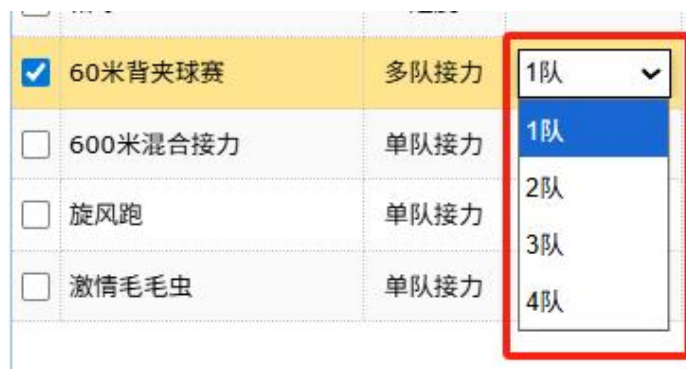 60米背夹球赛 多队接力 1队
600米混合接力 单队接力 1队
旋风跑 单队接力 2队
3队
激情毛毛虫 单队接力 4队